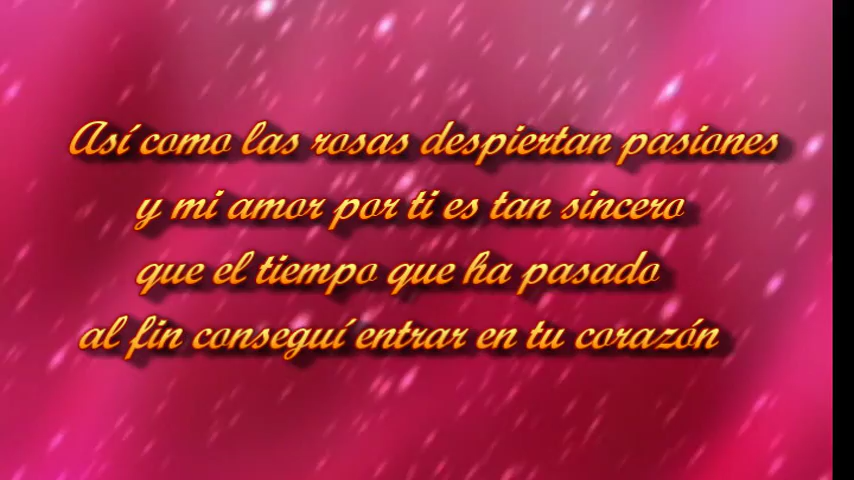 Así como las rosas despiertan pasiones
y mi amor por ti es tan sincero
que el tiempo que ha pasado
al fin conseguí entrar en tu corazón